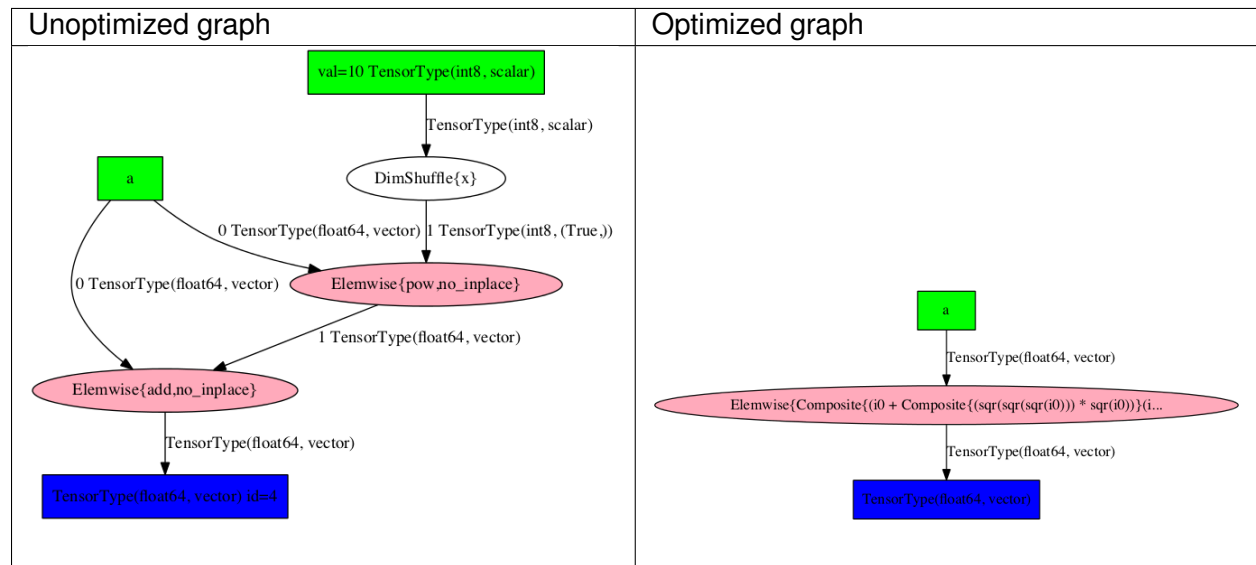 Unoptimized graph
Optimized graph
val=10 TensorType(int8, scalar)
TensorType(int8, scalar)
a
DimShuffle{x}
0 TensorType(float64, vector)
1 TensorType(int8, (True,))
0 TensorType(float64, vector)
Elemwise{pow,no_inplace}
1 TensorType(float64, vector)
Elemwise{add,no_inplace}
TensorType(float64, vector)
TensorType(float64, vector) id=4
a
TensorType(float64, vector)
Elemwise{Composite{(i0 + Composite{(sqr(sqr(sqr(i0))) * sqr(i0))}(i...
TensorType(float64, vector)
TensorType(float64, vector)